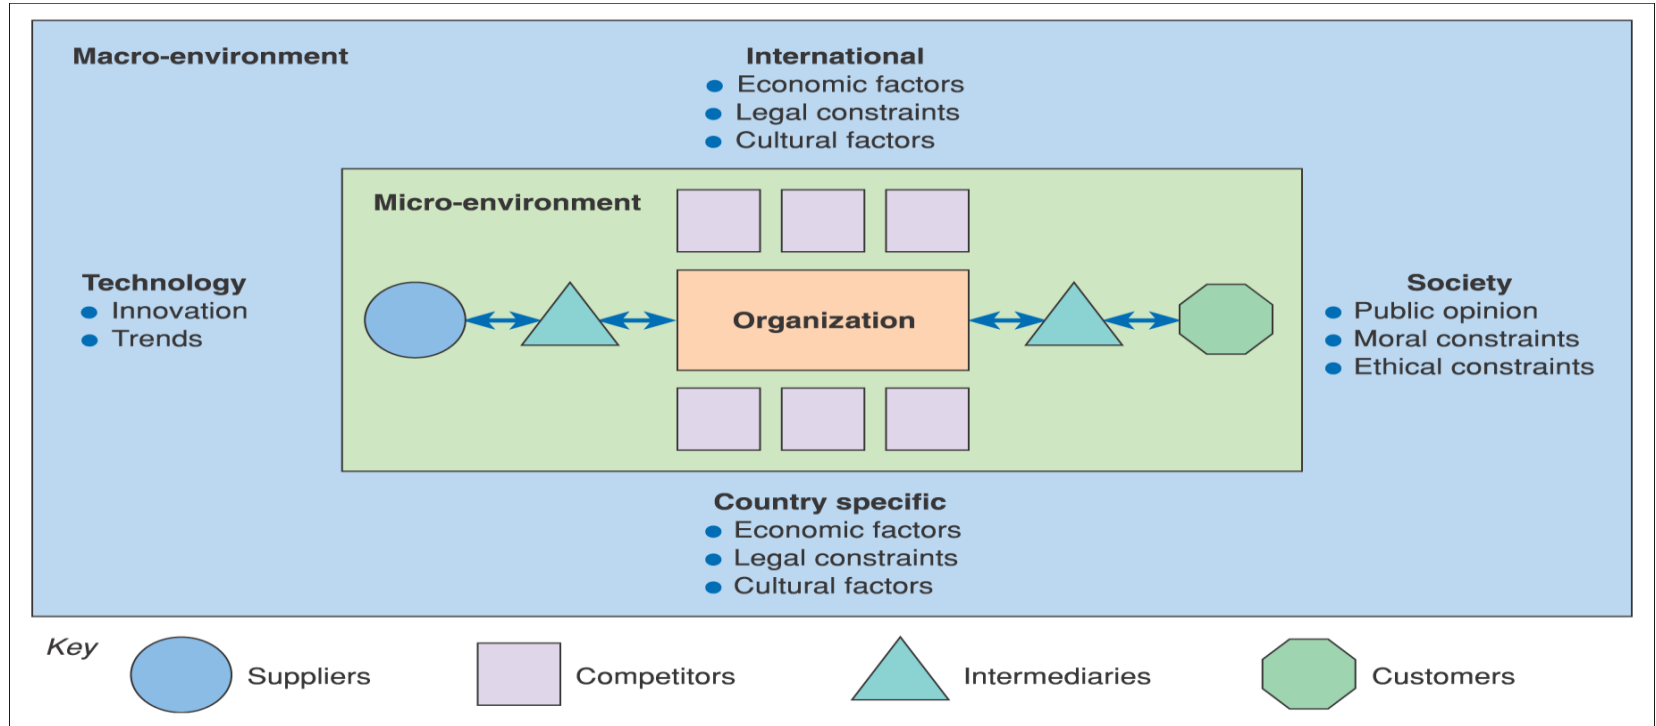 Macro-environment
International
Economic factors
Legal constraints
Cultural factors
Micro-environment
Technology
Innovation
Trends
Organization
Society
Public opinion
Moral constraints
Ethical constraints
Country specific
Economic factors
Legal constraints
Cultural factors
Key
Suppliers
Competitors
Intermediaries
Customers